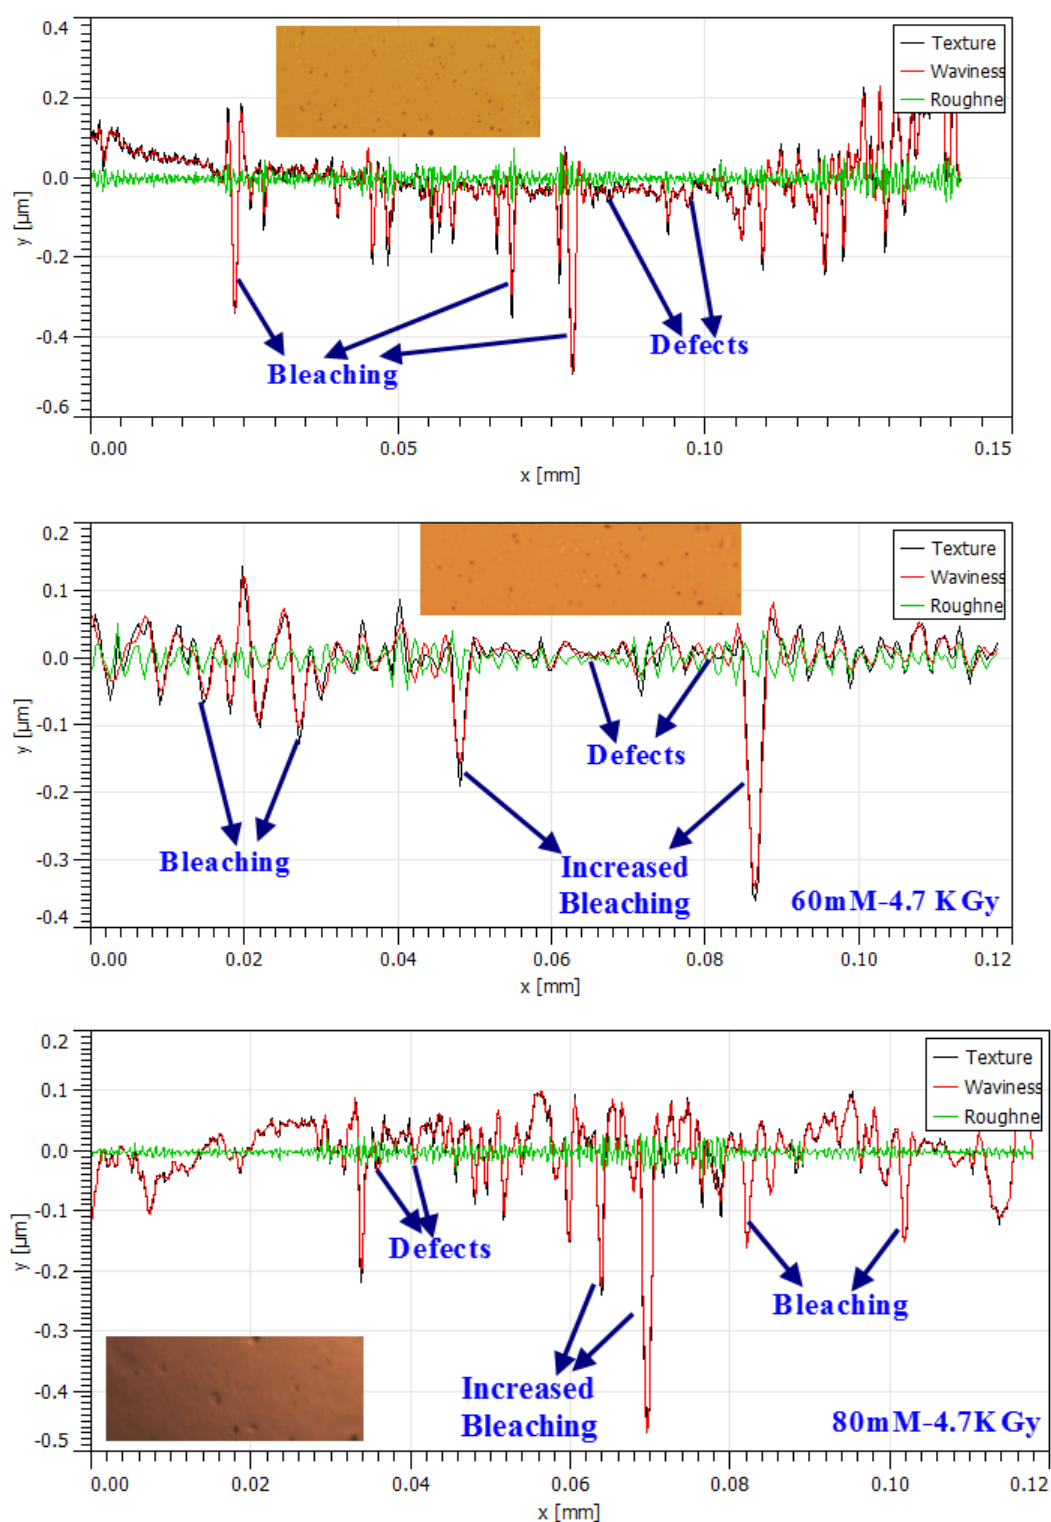 0.4
Texture
Waviness
Roughne
0.2
0.0
y [µm]
-0.2
-0.4
Defects
Bleaching
-0.6
0.00
0.05
0.10
0.15
x [mm]
0.2
Texture
0.1
Waviness
Roughne
0.0
y [µm]
-0.1
Defects
-0.2
Bleaching
-0.3
Increased
Bleaching
60mM-4.7 KGy
-0.4
0.00
0.02
0.04
0.06
0.08
0.10
0.12
x [mm]
0.2
Texture
0.1
Waviness
Roughne
0.0
-0.1
y [µm]
Defects
-0.2
Bleaching
-0.3
-0.4
Increased
Bleaching
80mM-4.7KGy
-0.5
0.00
0.02
0.04
0.06
0.08
0.10
0.12
x [mm]